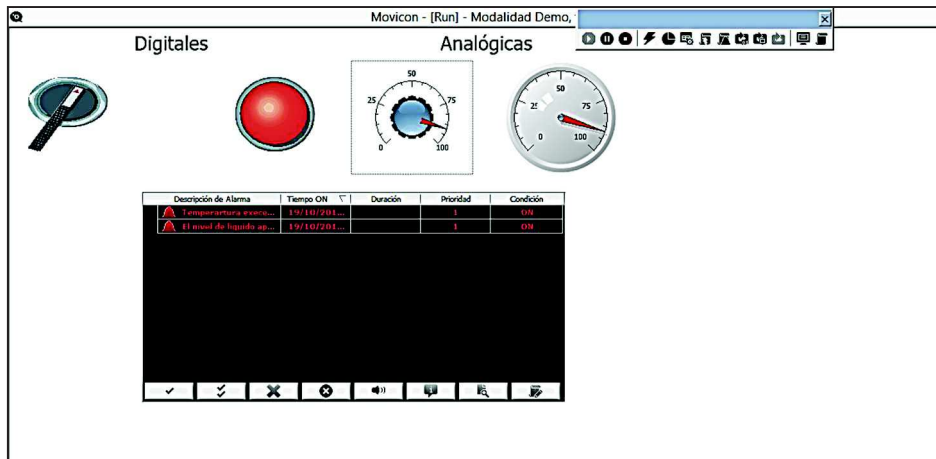 Movicon - [Run] - Modalidad Demo,
Digitales
Analógicas
50
25
75
0
100
50
25
75
0
100
Descripción de Alarma Tiempo ON Duración Prioridad Condición
Temperartura exece... 19/10/201... 1 ON
El nivel de liquido ap... 19/10/201... 1 ON